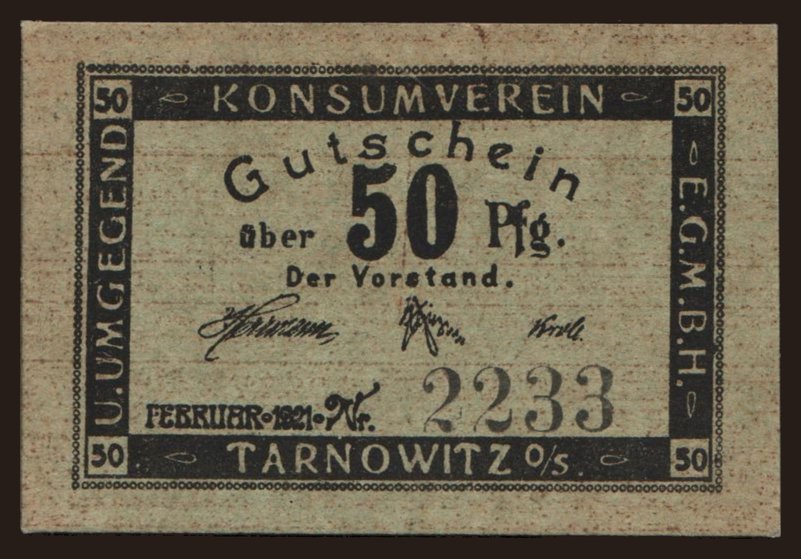 50 KONSUMVEREIN 50
U. UMGEGEND
E.G.M.B.H.
Gutschein
über 50 Pfg.
Der Vorstand.
FEBRUAR · 1921 · Nr. 2233
50 TARNOWITZ O/S. 50